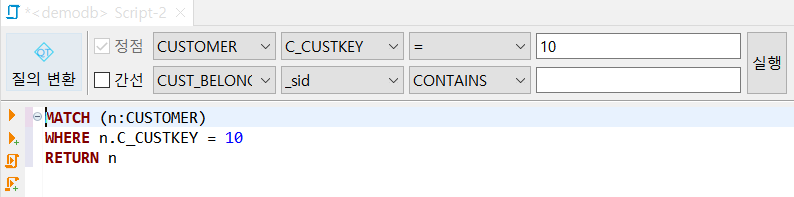 *<demodb> Script-2
정점 CUSTOMER C_CUSTKEY = 10
QT
질의 변환
실행
간선 CUST_BELONG _sid CONTAINS
MATCH (n:CUSTOMER)
WHERE n.C_CUSTKEY = 10
RETURN n